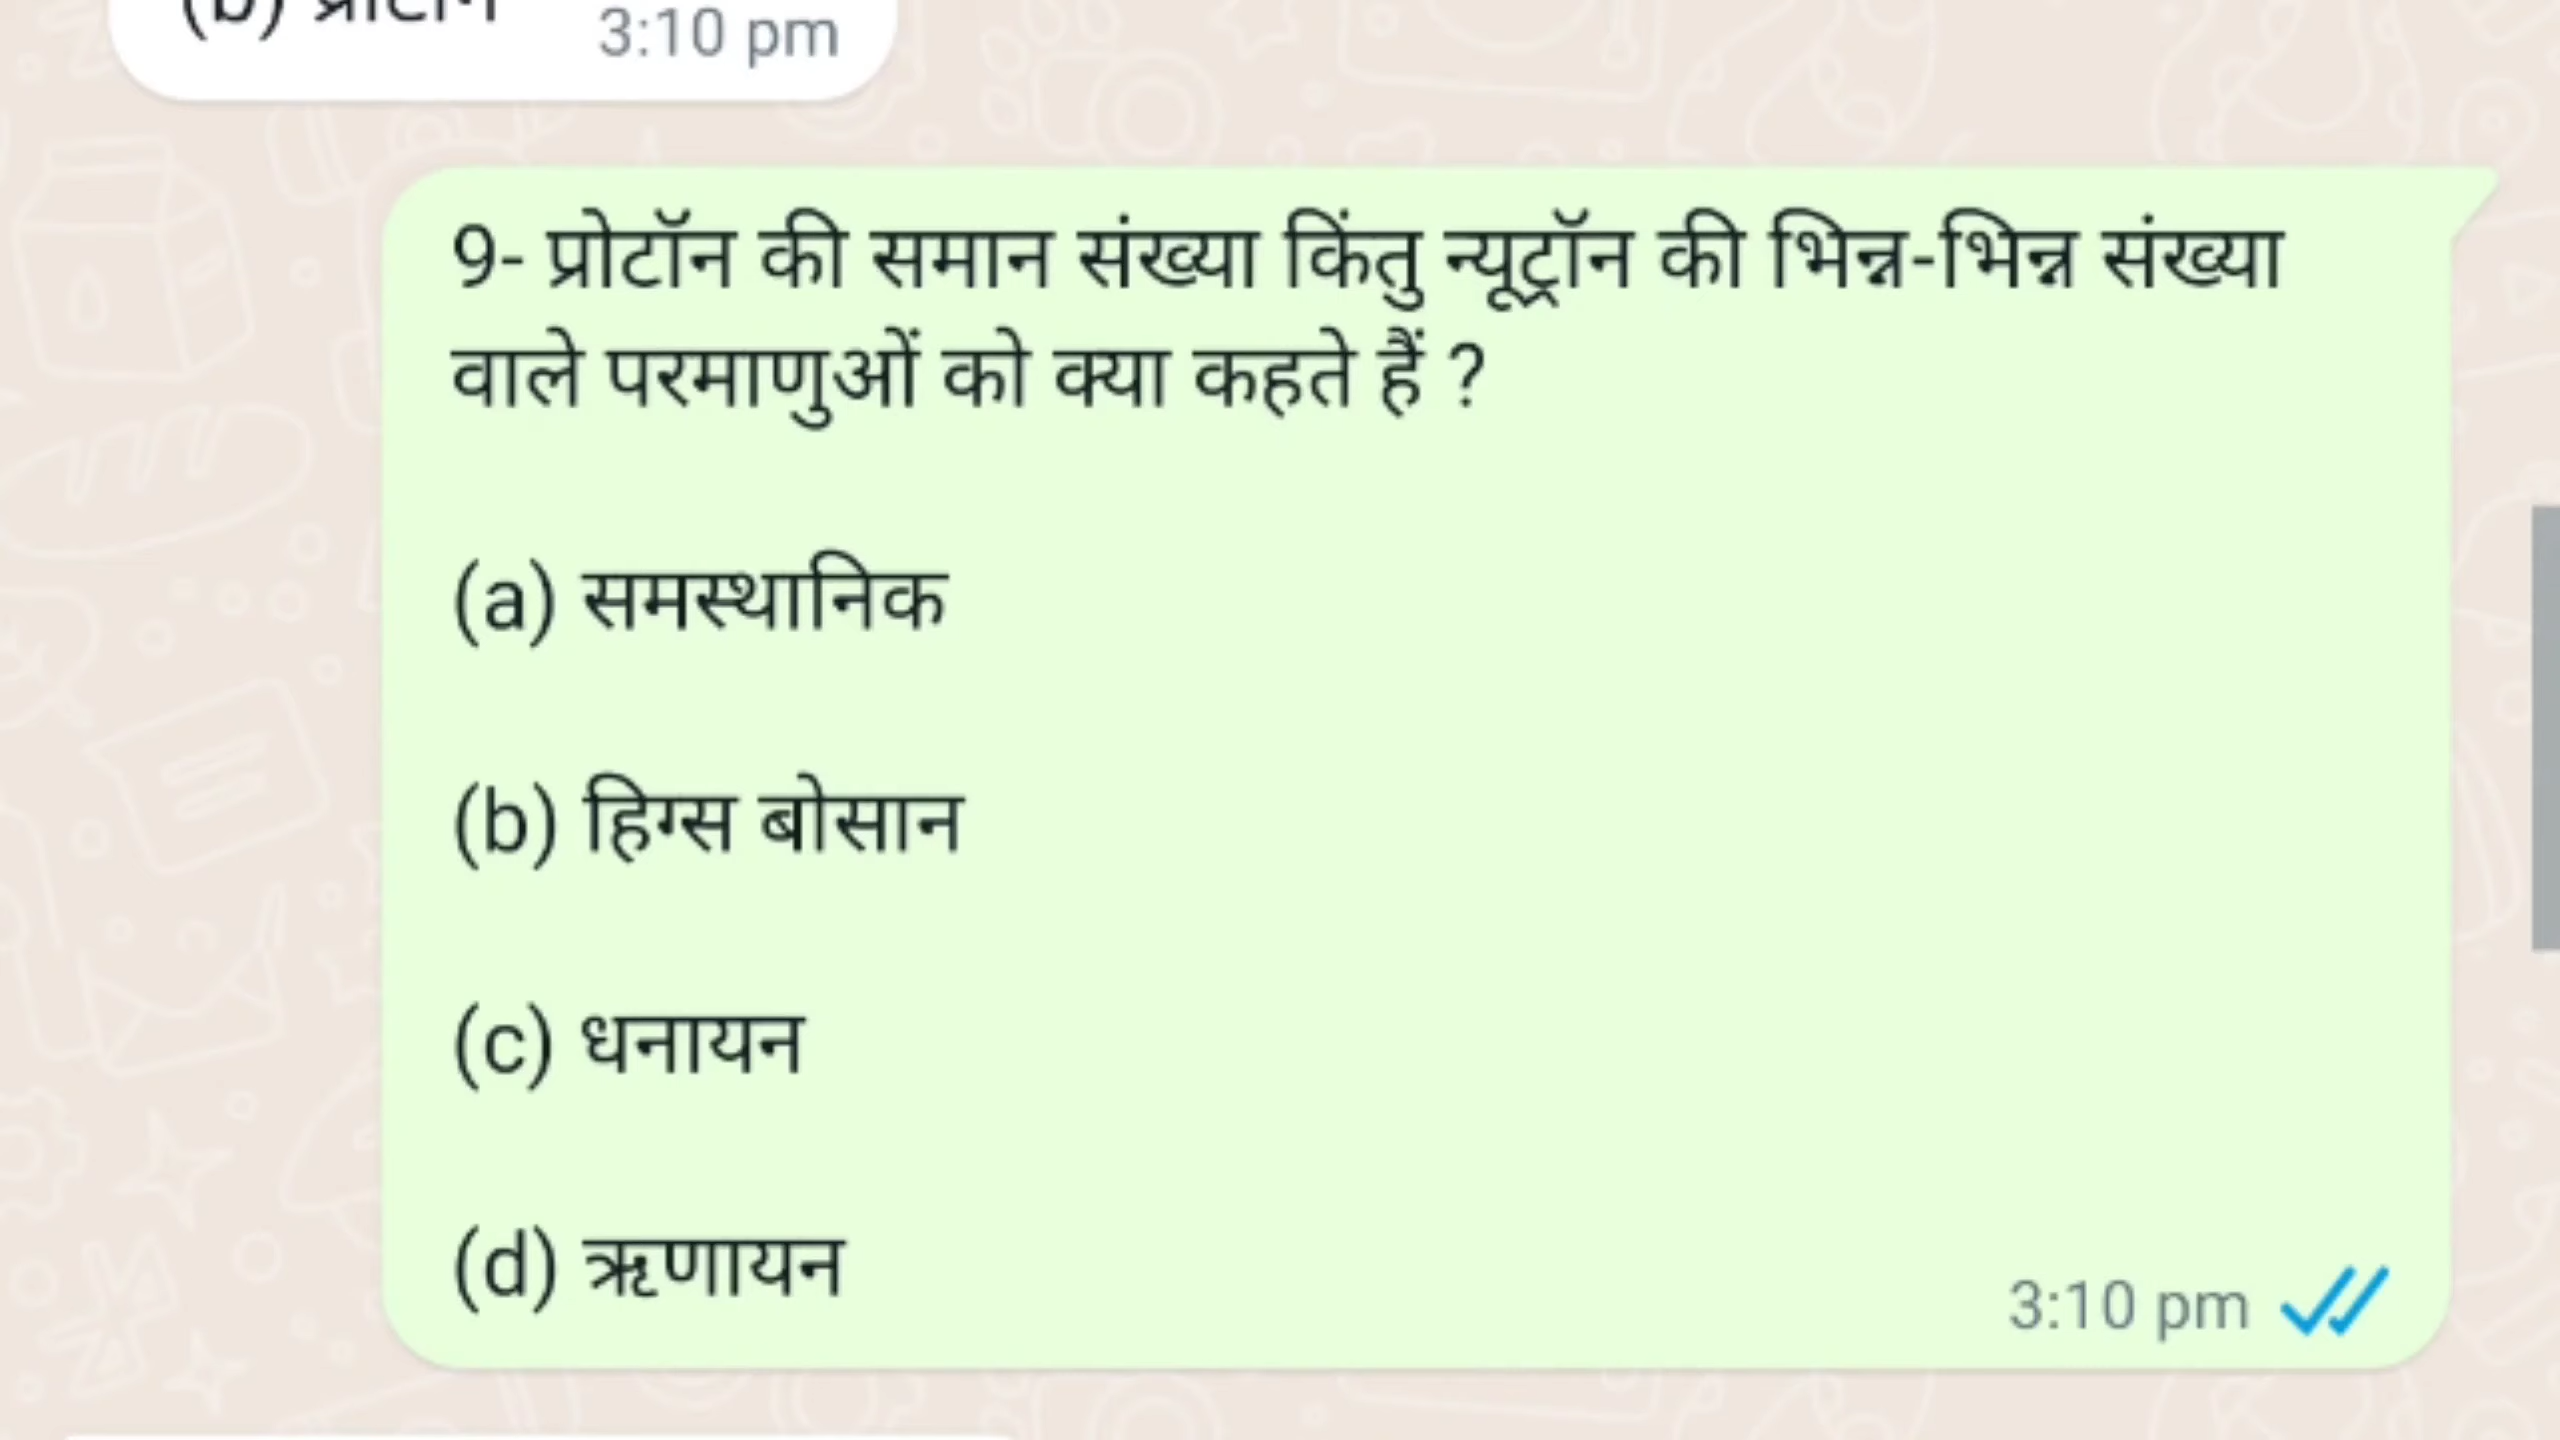 (b)
3:10 pm
9- प्रोटॉन की समान संख्या किंतु न्यूट्रॉन की भिन्न-भिन्न संख्या
वाले परमाणुओं को क्या कहते हैं ?
(a) समस्थानिक
(b) हिग्स बोसान
(c) धनायन
(d) ऋणायन
3:10 pm